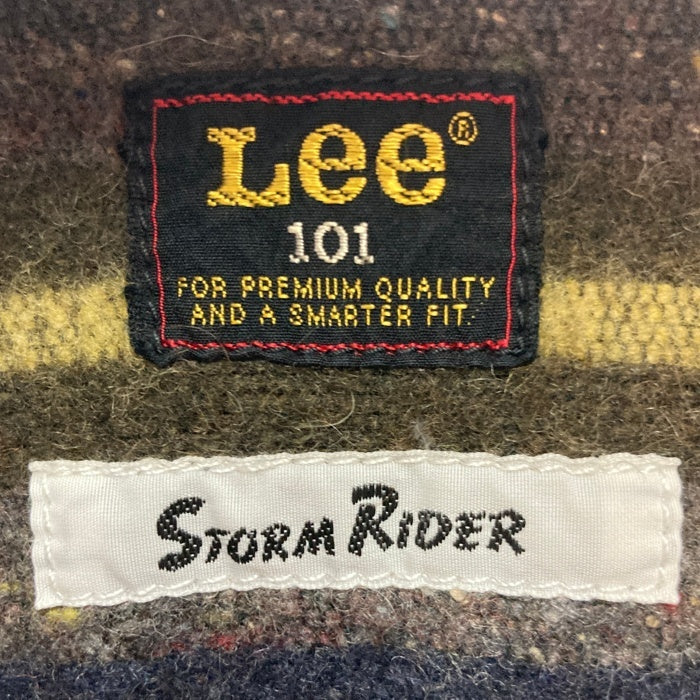 Lee®
101
FOR PREMIUM QUALITY
AND A SMARTER FIT.
STORM RIDER